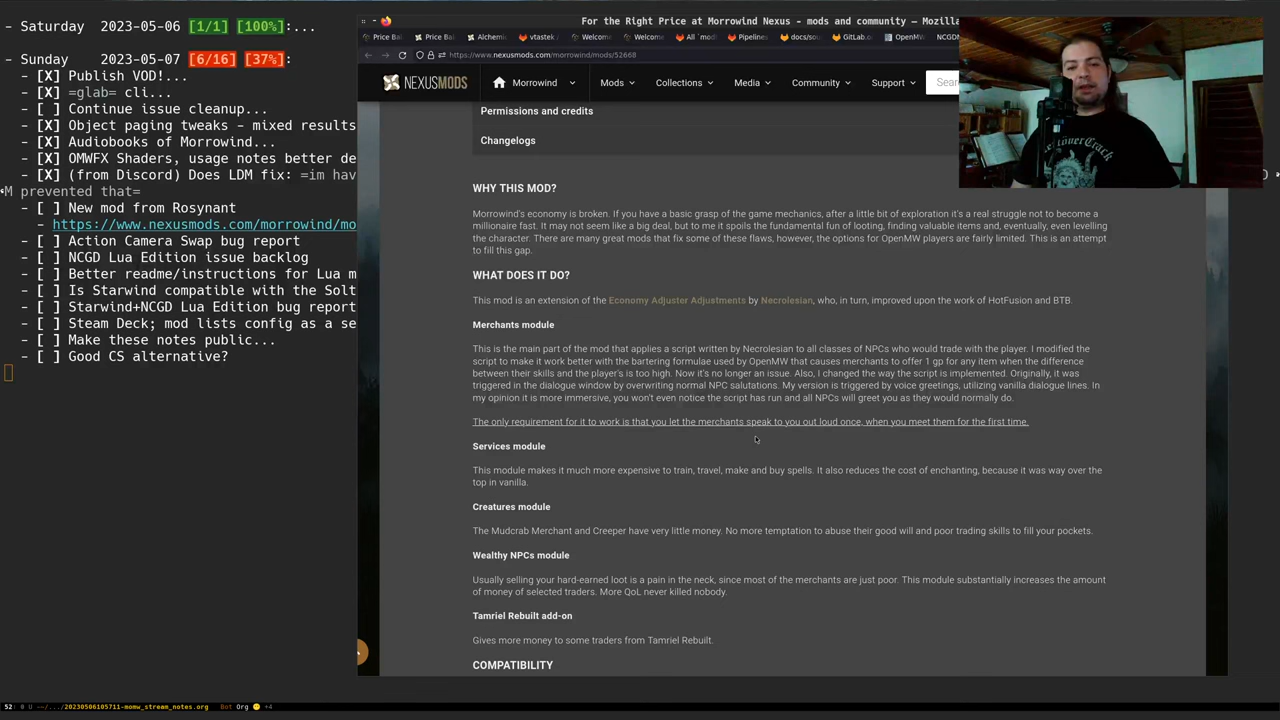 - Saturday 2023-05-06 [1/1] [100%]:...
- Sunday 2023-05-07 [6/16] [37%]:
- [X] Publish VOD!...
- [X] =glab= cli...
- [ ] Continue issue cleanup...
- [X] Object paging tweaks - mixed results
- [X] Audiobooks of Morrowind...
- [X] OMWFX Shaders, usage notes better de
- [X] (from Discord) Does LDM fix: =im hav
M prevented that=
- [ ] New mod from Rosynant
- https://www.nexusmods.com/morrowind/mo
- [ ] Action Camera Swap bug report
- [ ] NCGD Lua Edition issue backlog
- [ ] Better readme/instructions for Lua m
- [ ] Is Starwind compatible with the Solt
- [ ] Starwind+NCGD Lua Edition bug report
- [ ] Steam Deck; mod lists config as a se
- [ ] Make these notes public...
- [ ] Good CS alternative?
For the Right Price at Morrowind Nexus - mods and community — Mozilla
Price Bal Price Bal Alchemis vtastek Welcome Welcome All `modl Pipelines docs/sou GitLab.o OpenMW NCGD
https://www.nexusmods.com/morrowind/mods/52668
NEXUSMODS Morrowind Mods Collections Media Community Support Sear
Permissions and credits
Changelogs
WHY THIS MOD?
Morrowind's economy is broken. If you have a basic grasp of the game mechanics, after a little bit of exploration it's a real struggle not to become a
millionaire fast. It may not seem like a big deal, but to me it spoils the fundamental fun of looting, finding valuable items and, eventually, even levelling
the character. There are many great mods that fix some of these flaws, however, the options for OpenMW players are fairly limited. This is an attempt
to fill this gap.
WHAT DOES IT DO?
This mod is an extension of the Economy Adjuster Adjustments by Necrolesian, who, in turn, improved upon the work of HotFusion and BTB.
Merchants module
This is the main part of the mod that applies a script written by Necrolesian to all classes of NPCs who would trade with the player. I modified the
script to make it work better with the bartering formulae used by OpenMW that causes merchants to offer 1 gp for any item when the difference
between their skills and the player's is too high. Now it's no longer an issue. Also, I changed the way the script is implemented. Originally, it was
triggered in the dialogue window by overwriting normal NPC salutations. My version is triggered by voice greetings, utilizing vanilla dialogue lines. In
my opinion it is more immersive, you won't even notice the script has run and all NPCs will greet you as they would normally do.
The only requirement for it to work is that you let the merchants speak to you out loud once, when you meet them for the first time.
Services module
This module makes it much more expensive to train, travel, make and buy spells. It also reduces the cost of enchanting, because it was way over the
top in vanilla.
Creatures module
The Mudcrab Merchant and Creeper have very little money. No more temptation to abuse their good will and poor trading skills to fill your pockets.
Wealthy NPCs module
Usually selling your hard-earned loot is a pain in the neck, since most of the merchants are just poor. This module substantially increases the amount
of money of selected traders. More QoL never killed nobody.
Tamriel Rebuilt add-on
Gives more money to some traders from Tamriel Rebuilt.
COMPATIBILITY
52: 0 U ~~/.../20230506105711-momw_stream_notes.org Bot Org +4